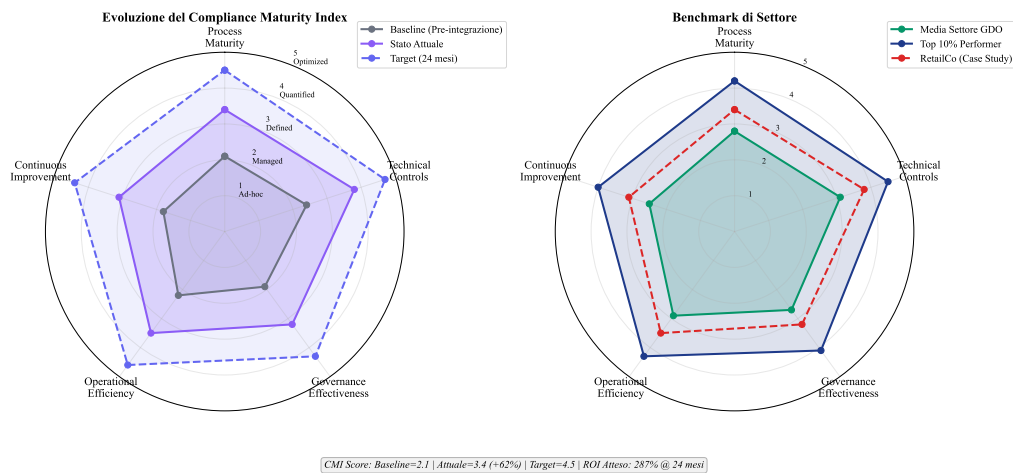 Evoluzione del Compliance Maturity Index
Process
Maturity
Baseline (Pre-integrazione)
Stato Attuale
Target (24 mesi)
5
Optimized
4
Quantified
3
Defined
2
Managed
1
Ad-hoc
Continuous
Improvement
Technical
Controls
Operational
Efficiency
Governance
Effectiveness
Benchmark di Settore
Process
Maturity
Media Settore GDO
Top 10% Performer
RetailCo (Case Study)
5
4
3
2
1
Continuous
Improvement
Technical
Controls
Operational
Efficiency
Governance
Effectiveness
CMI Score: Baseline=2.1 | Attuale=3.4 (+62%) | Target=4.5 | ROI Atteso: 287% @ 24 mesi